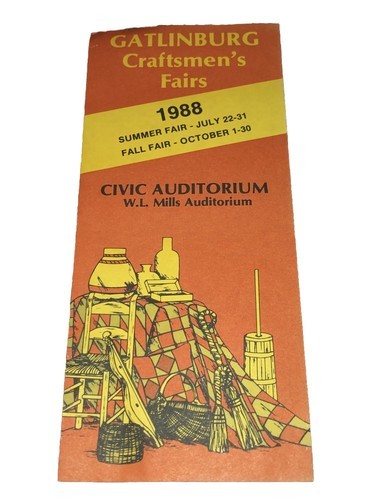 GATLINBURG
Craftsmen's
Fairs
1988
SUMMER FAIR - JULY 22-31
FALL FAIR - OCTOBER 1-30
CIVIC AUDITORIUM
W.L. Mills Auditorium